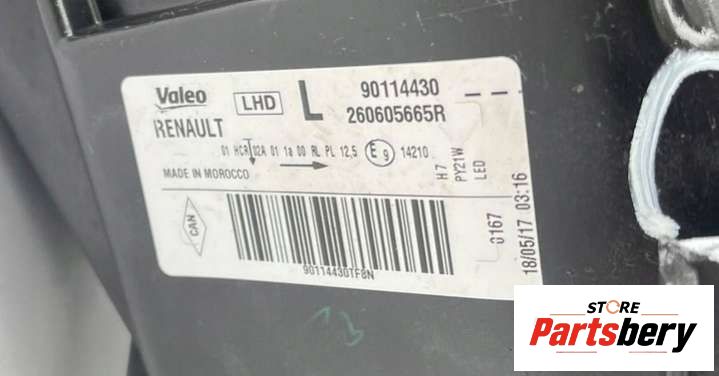 Valeo LHD L 90114430
RENAULT 260605665R
01 HCR 02A 01 1a 00 RL PL 12,5 E9 14210
MADE IN MOROCCO
H7
PY21W
LED
CAN
90114430TF8N
18/05/17 03:16
STORE
Partsbery